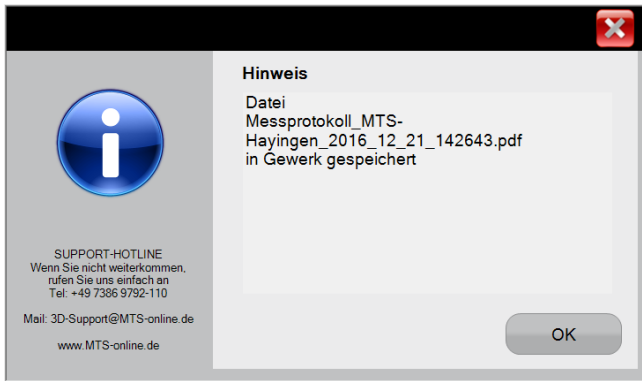 Hinweis
Datei
Messprotokoll_MTS-
Hayingen_2016_12_21_142643.pdf
in Gewerk gespeichert
SUPPORT-HOTLINE
Wenn Sie nicht weiterkommen,
rufen Sie uns einfach an
Tel: +49 7386 9792-110
Mail: 3D-Support@MTS-online.de
www.MTS-online.de
OK